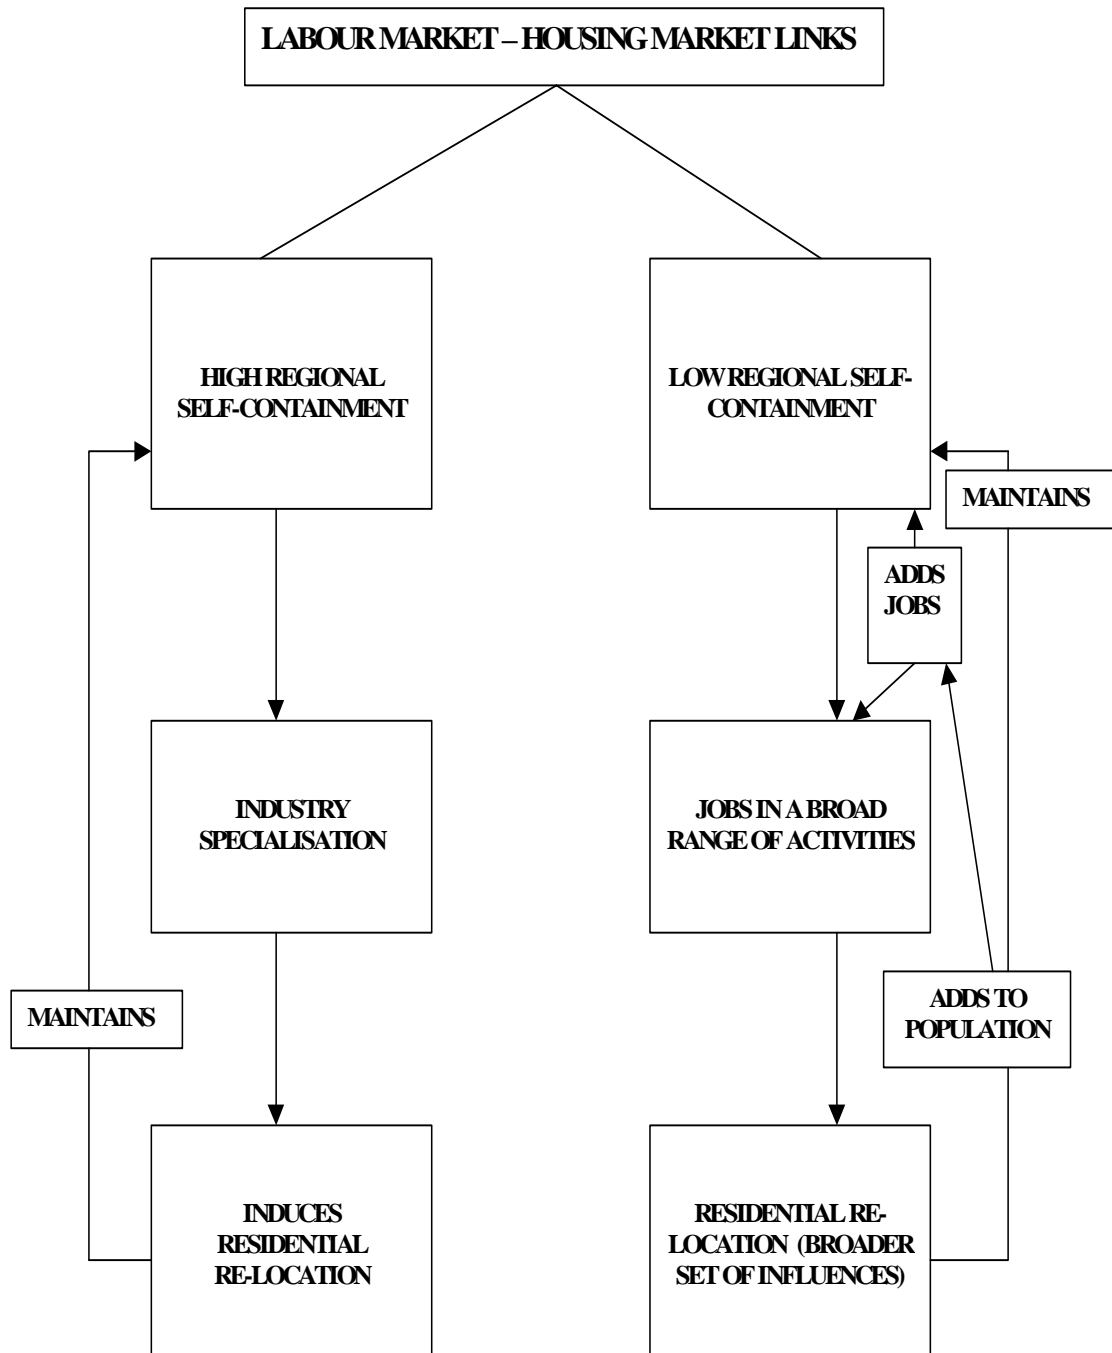 LABOUR MARKET – HOUSING MARKET LINKS
HIGH REGIONAL
SELF-CONTAINMENT
LOW REGIONAL SELF-
CONTAINMENT
MAINTAINS
ADDS
JOBS
INDUSTRY
SPECIALISATION
JOBS IN A BROAD
RANGE OF ACTIVITIES
MAINTAINS
ADDS TO
POPULATION
INDUCES
RESIDENTIAL
RE-LOCATION
RESIDENTIAL RE-
LOCATION (BROADER
SET OF INFLUENCES)